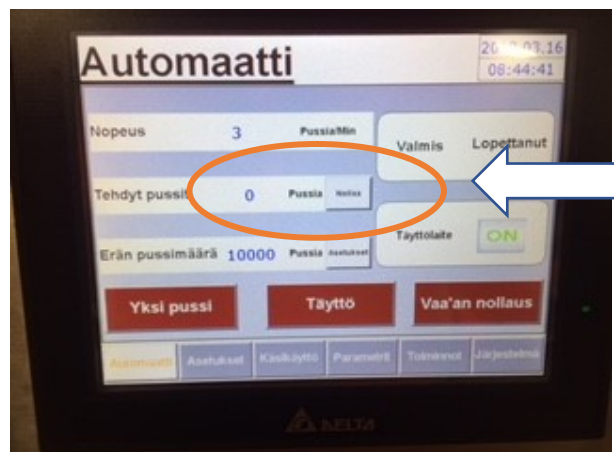 Automaatti
08:44:41
Nopeus 3 Pussia/Min
Valmis Lopettanut
Tehdyt pussit 0 Pussia Nollaa
Erän pussimäärä 10000 Pussia Asetukset
Täyttölaite ON
Yksi pussi Täyttö Vaa'an nollaus
Automaatti Asetukset Käsikäyttö Parametrit Toiminnot Järjestelmä
DELTA